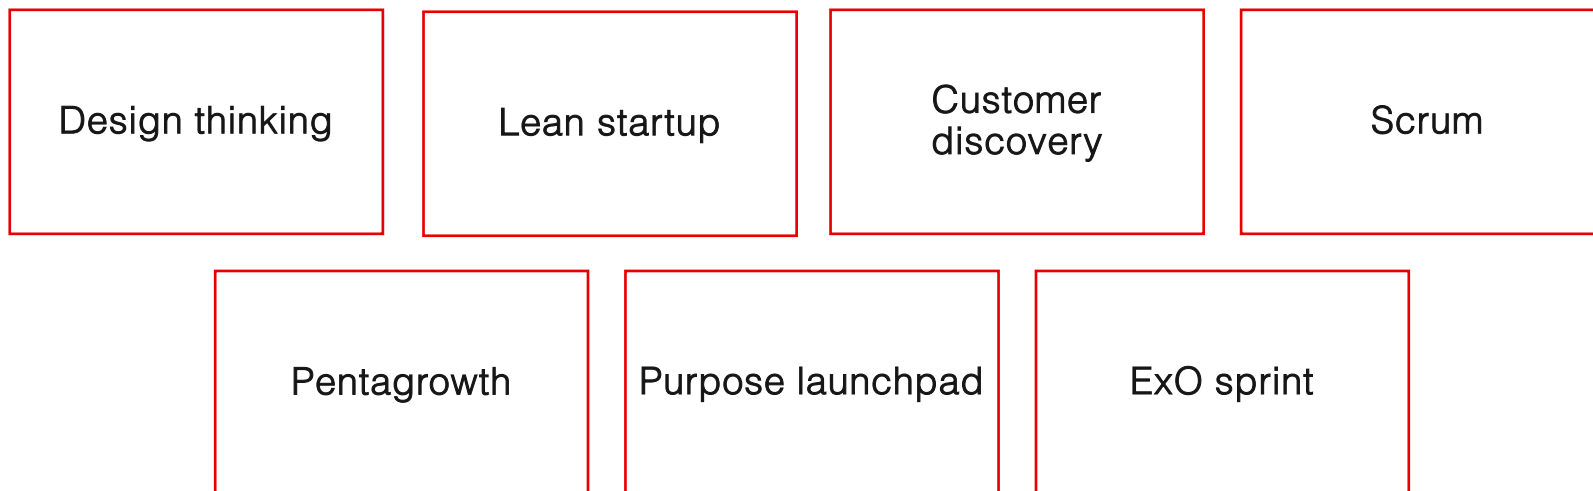 Design thinking
Lean startup
Customer
discovery
Scrum
Pentagrowth
Purpose launchpad
ExO sprint